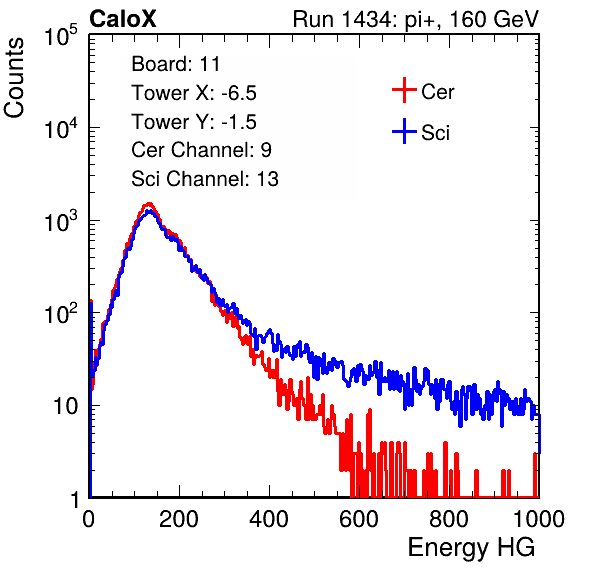 CaloX Run 1434: pi+, 160 GeV
Counts
Board: 11
Tower X: -6.5
Tower Y: -1.5
Cer Channel: 9
Sci Channel: 13
Cer
Sci
10^5
10^4
10^3
10^2
10
1
0 200 400 600 800 1000
Energy HG